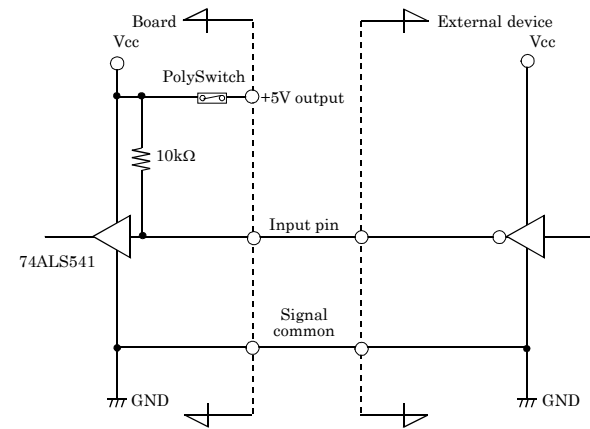 Board
External device
Vcc
Vcc
PolySwitch
+5V output
10kΩ
Input pin
74ALS541
Signal
common
GND
GND